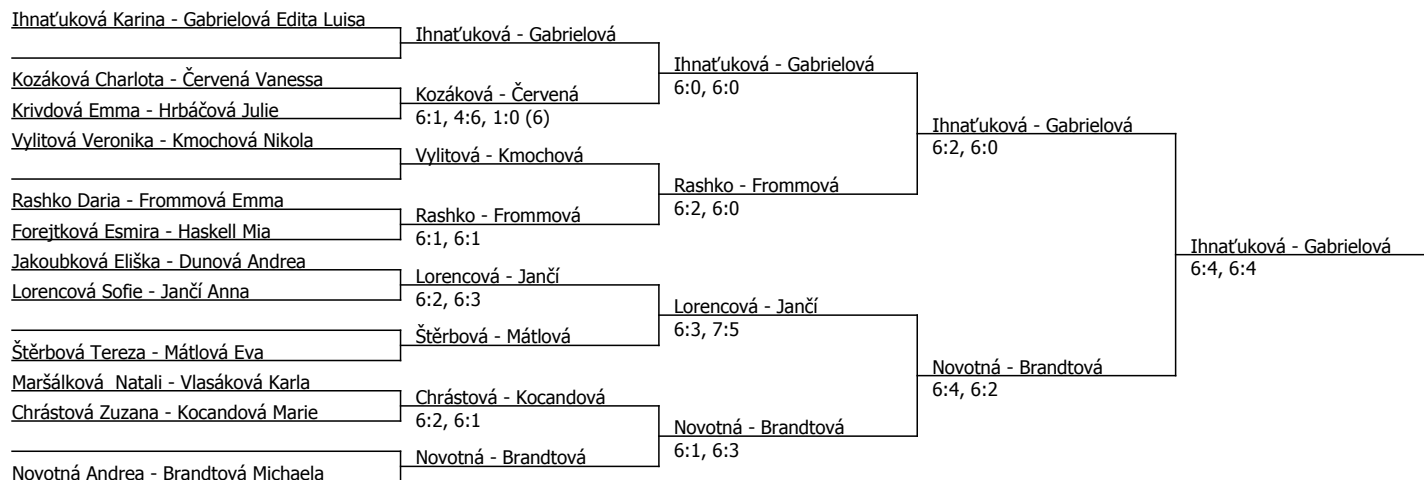 Ihnaťuková Karina - Gabrielová Edita Luisa
Kozáková Charlota - Červená Vanessa
Krivdová Emma - Hrbáčová Julie
Vylitová Veronika - Kmochová Nikola
Rashko Daria - Frommová Emma
Forejtková Esmira - Haskell Mia
Jakoubková Eliška - Dunová Andrea
Lorencová Sofie - Jančí Anna
Štěrbová Tereza - Mátlová Eva
Maršálková  Natali - Vlasáková Karla
Chrástová Zuzana - Kocandová Marie
Novotná Andrea - Brandtová Michaela
Ihnaťuková - Gabrielová
Kozáková - Červená
6:1, 4:6, 1:0 (6)
Vylitová - Kmochová
Rashko - Frommová
6:1, 6:1
Lorencová - Jančí
6:2, 6:3
Štěrbová - Mátlová
Chrástová - Kocandová
6:2, 6:1
Novotná - Brandtová
Ihnaťuková - Gabrielová
6:0, 6:0
Rashko - Frommová
6:2, 6:0
Lorencová - Jančí
6:3, 7:5
Novotná - Brandtová
6:1, 6:3
Ihnaťuková - Gabrielová
6:2, 6:0
Novotná - Brandtová
6:4, 6:2
Ihnaťuková - Gabrielová
6:4, 6:4